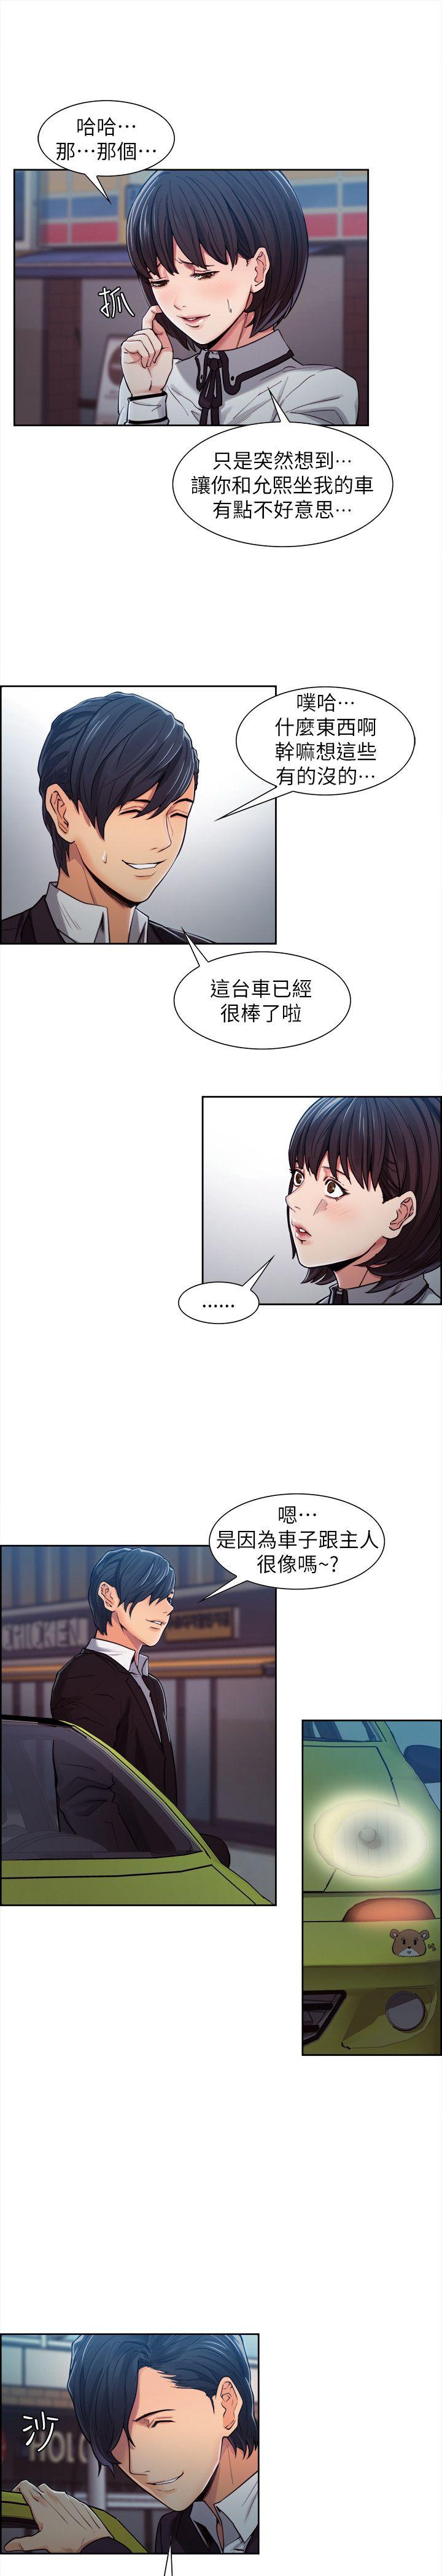 哈哈…
那…那個…
抓
只是突然想到…
讓你和允熙坐我的車
有點不好意思…
噗哈…
什麼東西啊
幹嘛想這些
有的沒的…
這台車已經
很棒了啦
……
嗯…
是因為車子跟主人
很像嗎~?
CHICKEN
沙
HOL